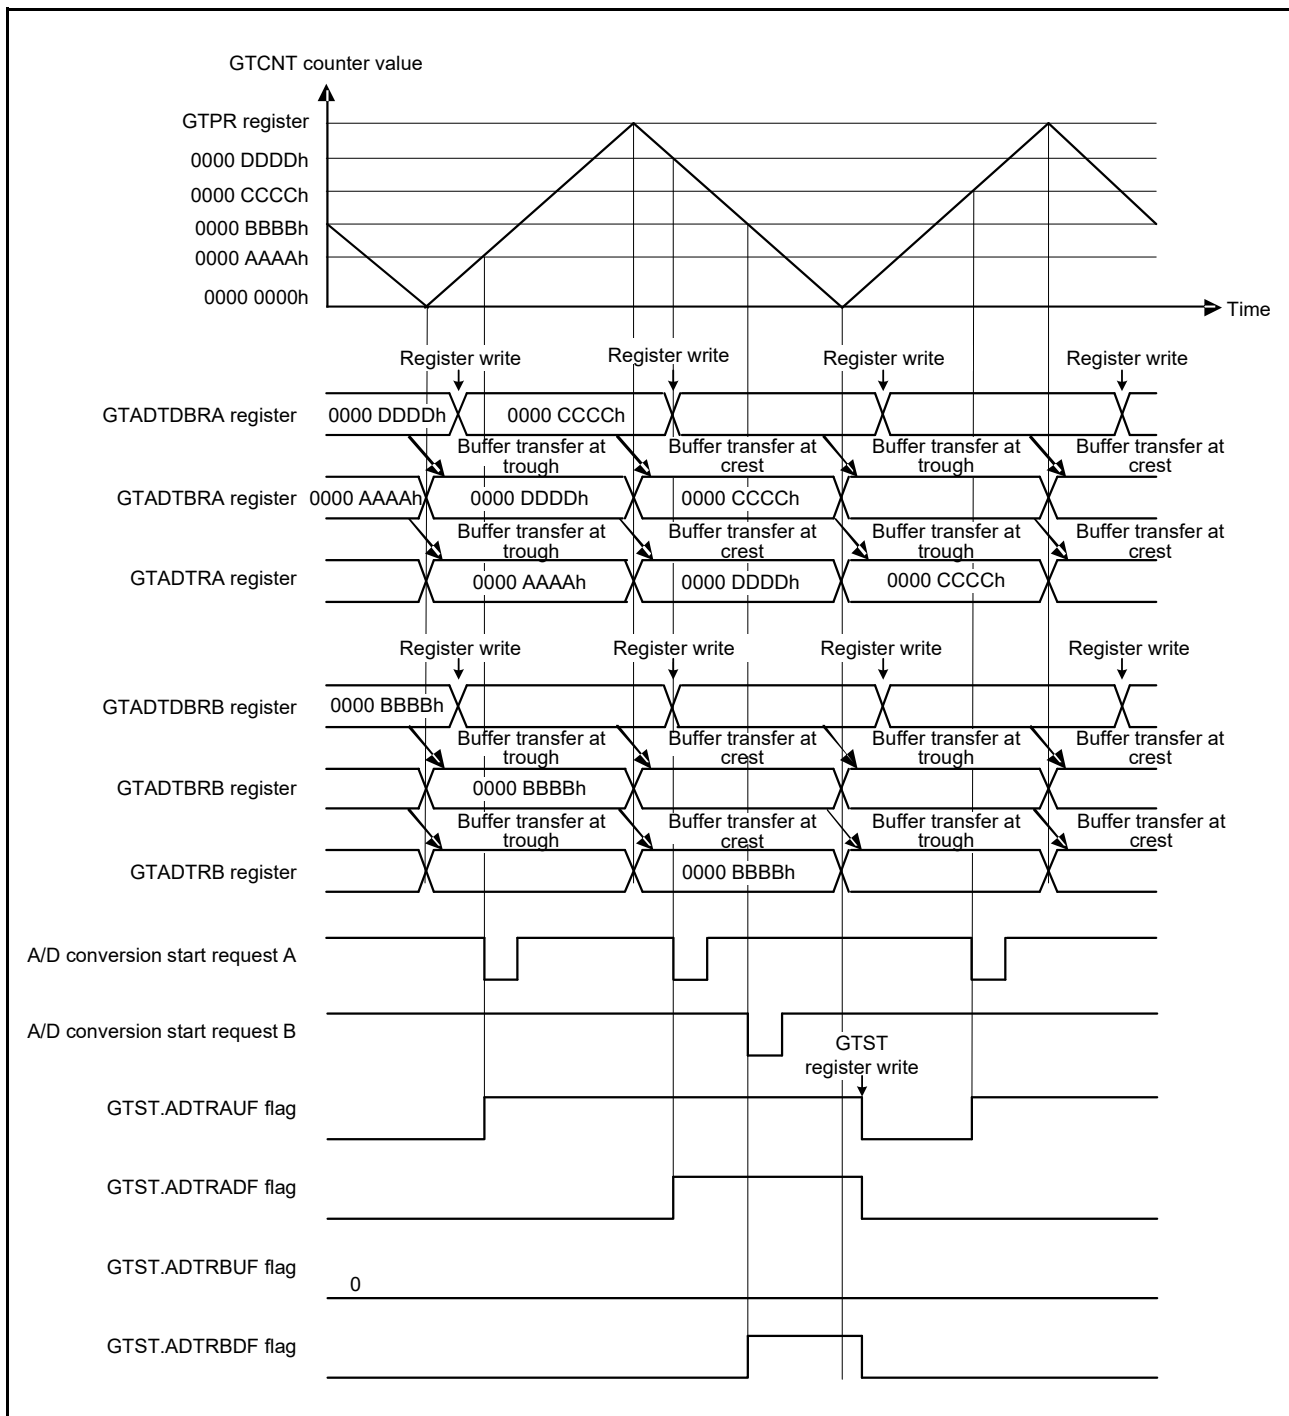 GTCNT counter value
GTPR register
0000 DDDDh
0000 CCCCh
0000 BBBBh
0000 AAAAh
0000 0000h
Time
Register write Register write Register write Register write
GTADTDBRA register 0000 DDDDh 0000 CCCCh
Buffer transfer at Buffer transfer at Buffer transfer at Buffer transfer at
trough crest trough crest
GTADTBRA register 0000 AAAAh 0000 DDDDh 0000 CCCCh
Buffer transfer at Buffer transfer at Buffer transfer at Buffer transfer at
trough crest trough crest
GTADTRA register 0000 AAAAh 0000 DDDDh 0000 CCCCh
Register write Register write Register write Register write
GTADTDBRB register 0000 BBBBh
Buffer transfer at Buffer transfer at Buffer transfer at Buffer transfer at
trough crest trough crest
GTADTBRB register 0000 BBBBh
Buffer transfer at Buffer transfer at Buffer transfer at Buffer transfer at
trough crest trough crest
GTADTRB register 0000 BBBBh
A/D conversion start request A
A/D conversion start request B
GTST
register write
GTST.ADTRAUF flag
GTST.ADTRADF flag
GTST.ADTRBUF flag
0
GTST.ADTRBDF flag